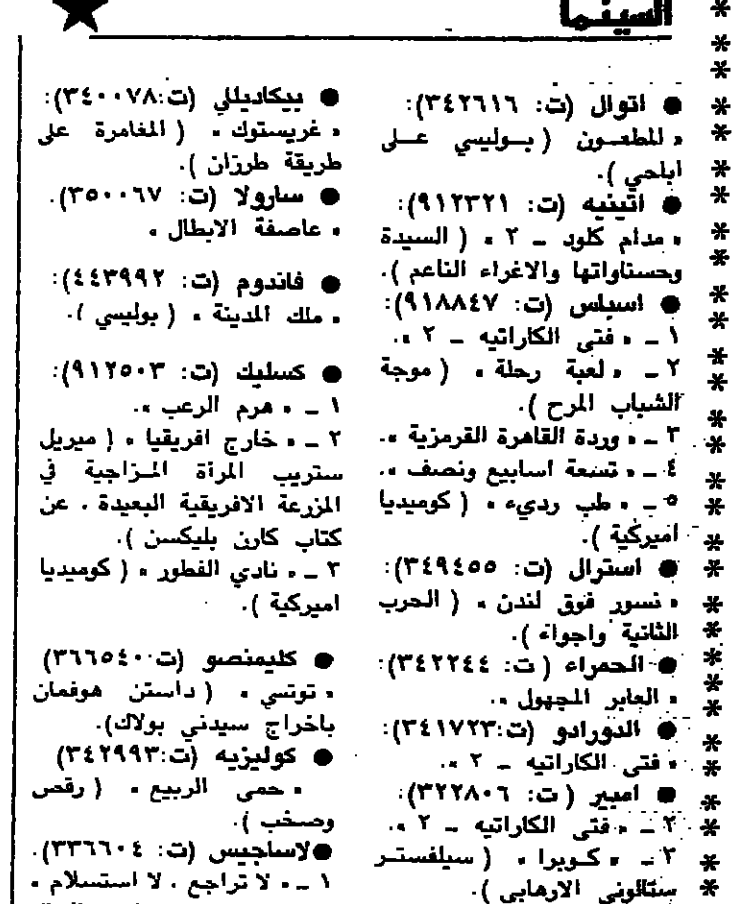 السينما
● اتوال (ت: ٣٤٢٦١٦):
« المطعون ( بوليسي على
اباحي ).
● اتينيه (ت: ٩١٢٣٢١):
« مدام كلود ـ ٢ » ( السيدة
وحسناواتها والاغراء الناعم ).
● اسباس (ت: ٩١٨٨٤٧):
١ ـ « فتى الكاراتيه ـ ٢ ».
٢ ـ « لعبة رحلة » ( موجة
الشباب المرح ).
٣ ـ « وردة القاهرة القرمزية ».
٤ ـ « تسعة اسابيع ونصف ».
٥ ـ « طب رديء » ( كوميديا
اميركية ).
● استرال (ت: ٣٤٩٤٥٥):
« نسور فوق لندن » ( الحرب
الثانية واجواء ).
● الحمراء ( ت: ٣٤٢٢٤٤):
« العابر المجهول ».
● الدورادو (ت:٣٤١٧٢٣):
« فتى الكاراتيه ـ ٢ ».
● امبير ( ت: ٣٢٢٨٠٦):
٢ ـ « فتى الكاراتيه ـ ٢ ».
٣ ـ « كوبرا » ( سيلفستر
ستالوني الارهابي ).
● بيكاديللي (ت:٣٤٠٠٧٨):
« غريستوك » ( المغامرة على
طريقة طرزان ).
● سارولا (ت: ٣٥٠٠٦٧).
« عاصفة الابطال »
● فاندوم (ت: ٤٤٣٩٩٢):
« ملك المدينة » ( بوليسي ).
● كسليك (ت: ٩١٢٥٠٣):
١ ـ « هرم الرعب ».
٢ ـ « خارج افريقيا » ( ميريل
ستريب المرأة المزاجية في
المزرعة الافريقية البعيدة . عن
كتاب كارن بليكسن ).
٣ ـ « نادي الفطور » ( كوميديا
اميركية ).
● كليمنصو (ت٣٦٦٥٤٠)
« توتسي » ( داستن هوفمان
باخراج سيدني بولاك).
● كوليزيه (ت:٣٤٢٩٩٣)
« حمى الربيع » ( رقص
وصخب ).
●لاساجيس (ت: ٣٣٦٦٠٤).
١ ـ « لا تراجع . لا استسلام »